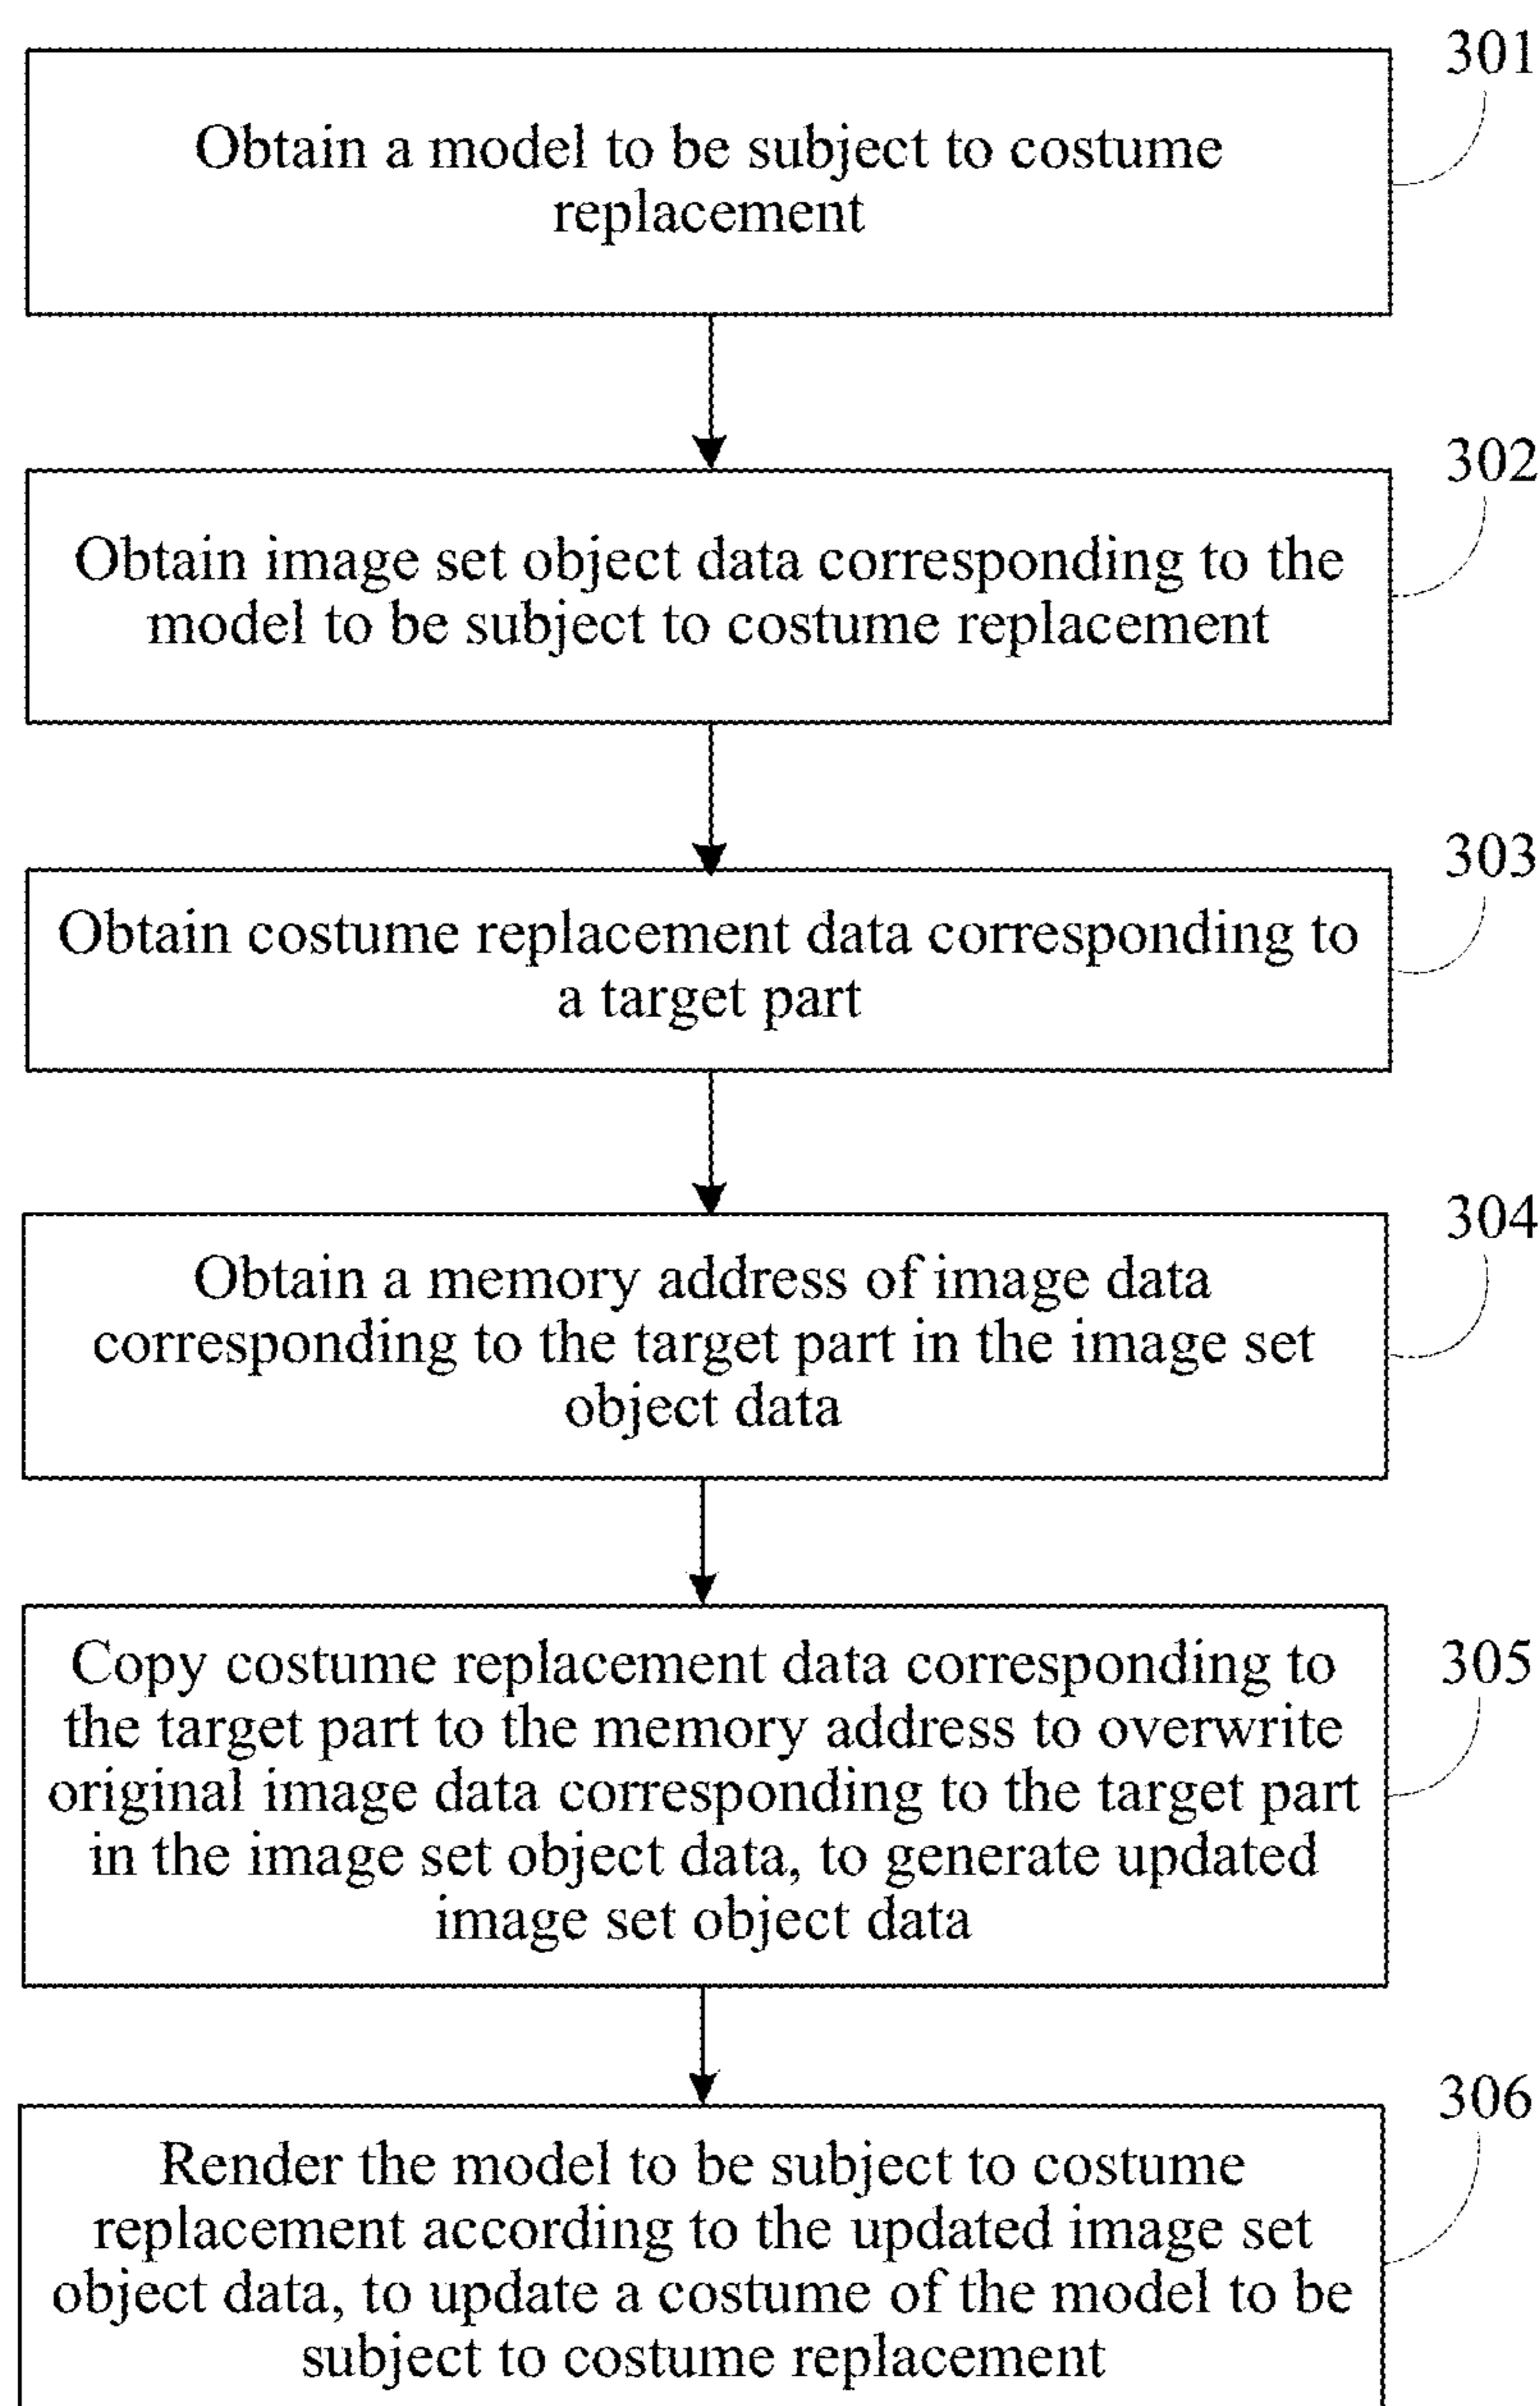 301
Obtain a model to be subject to costume
replacement
302
Obtain image set object data corresponding to the
model to be subject to costume replacement
303
Obtain costume replacement data corresponding to
a target part
304
Obtain a memory address of image data
corresponding to the target part in the image set
object data
305
Copy costume replacement data corresponding to
the target part to the memory address to overwrite
original image data corresponding to the target part
in the image set object data, to generate updated
image set object data
306
Render the model to be subject to costume
replacement according to the updated image set
object data, to update a costume of the model to be
subject to costume replacement